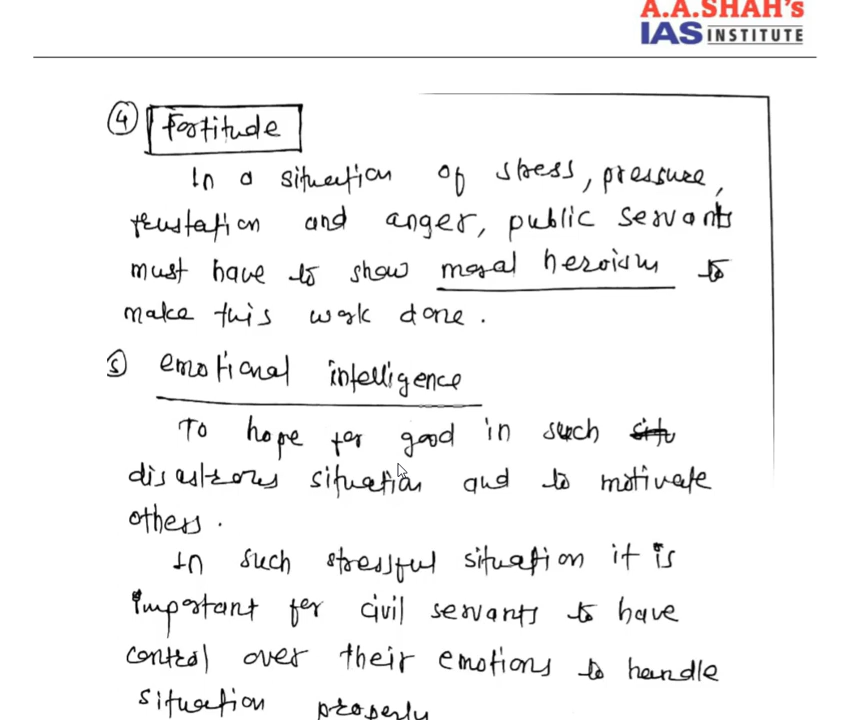 A.A.SHAH's
IAS INSTITUTE
④ Fortitude
In a situation of stress, pressure,
frustation and anger, public servants
must have to show moral heroism to
make this work done.
⑤ emotional intelligence
To hope for good in such
disastrous situation and to motivate
others.
In such stressful situation it is
important for civil servants to have
control over their emotions to handle
situation properly